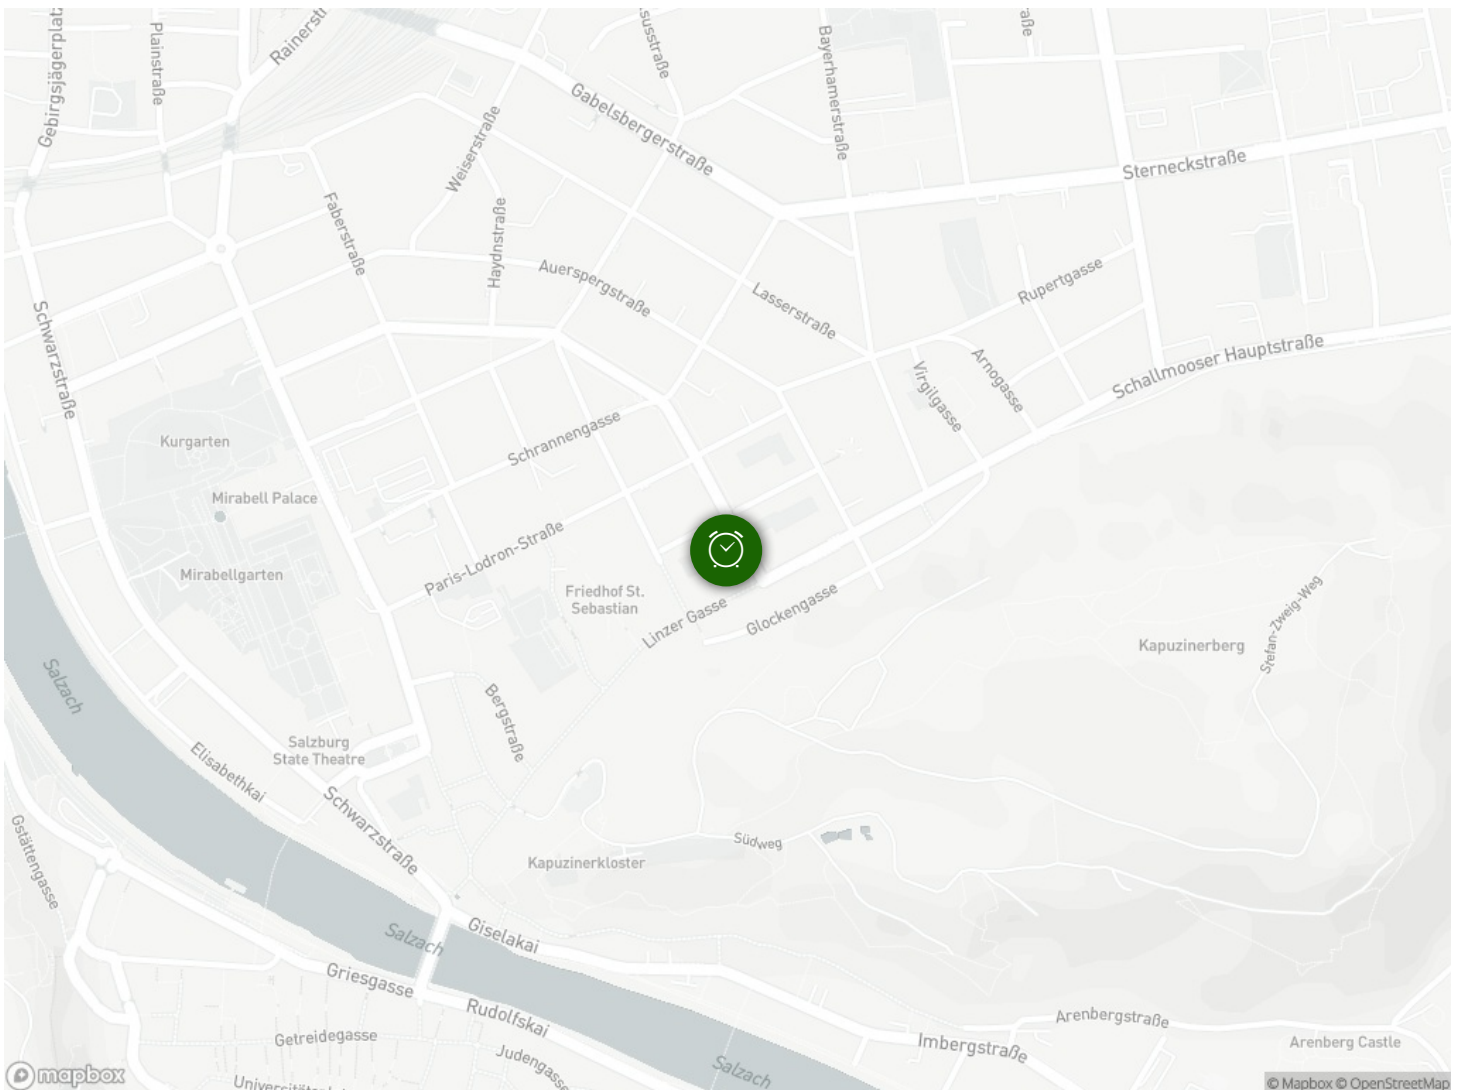 Gebirgsjägerplatz
Plainstraße
Rainerstr
Bayerhamerstraße
aße
Gabelsbergerstraße
Weiserstraße
Sterneckstraße
Faberstraße
Haydnstraße
Auerspergstraße
Lasserstraße
Rupertgasse
Schwarzstraße
Virgilgasse
Arnogasse
Schallmooser Hauptstraße
Kurgarten
Schrannengasse
Mirabell Palace
Paris-Lodron-Straße
Mirabellgarten
Friedhof St.
Sebastian
Linzer Gasse
Glockengasse
Stefan-Zweig-Weg
Kapuzinerberg
Salzach
Bergstraße
Salzburg
State Theatre
Elisabethkai
Schwarzstraße
Gstättengasse
Südweg
Kapuzinerkloster
Salzach
Giselakai
Griesgasse
Rudolfskai
Getreidegasse
Judengasse
Imbergstraße
Arenbergstraße
Arenberg Castle
Salzach
mapbox
© Mapbox © OpenStreetMap